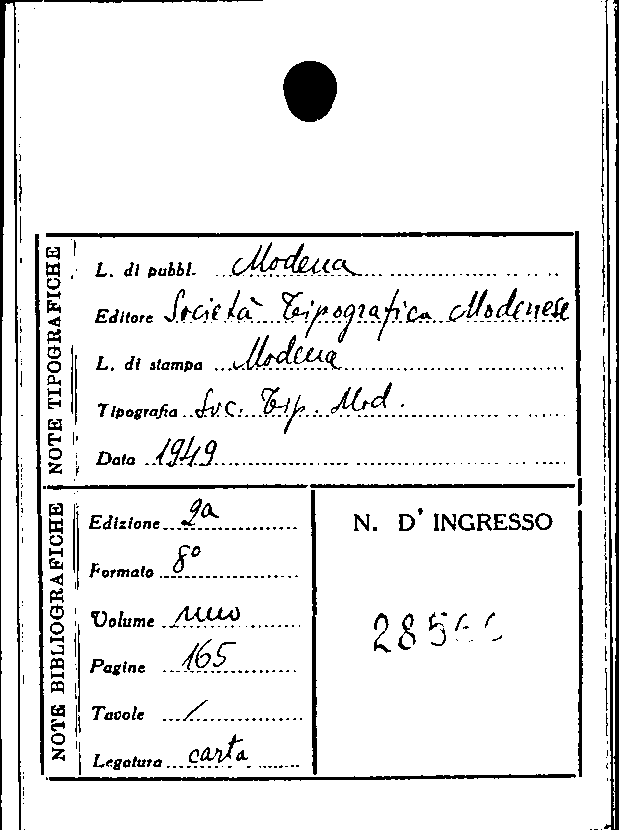 NOTE TIPOGRAFICHE
L. di pubbl. Modena
Editore Società Tipografica Modenese
L. di stampa Modena
Tipografia Soc. Tip. Mod.
Data 1949
NOTE BIBLIOGRAFICHE
Edizione 2a
Formato 8°
Volume uno
Pagine 165
Tavole /
Legatura carta
N. D' INGRESSO